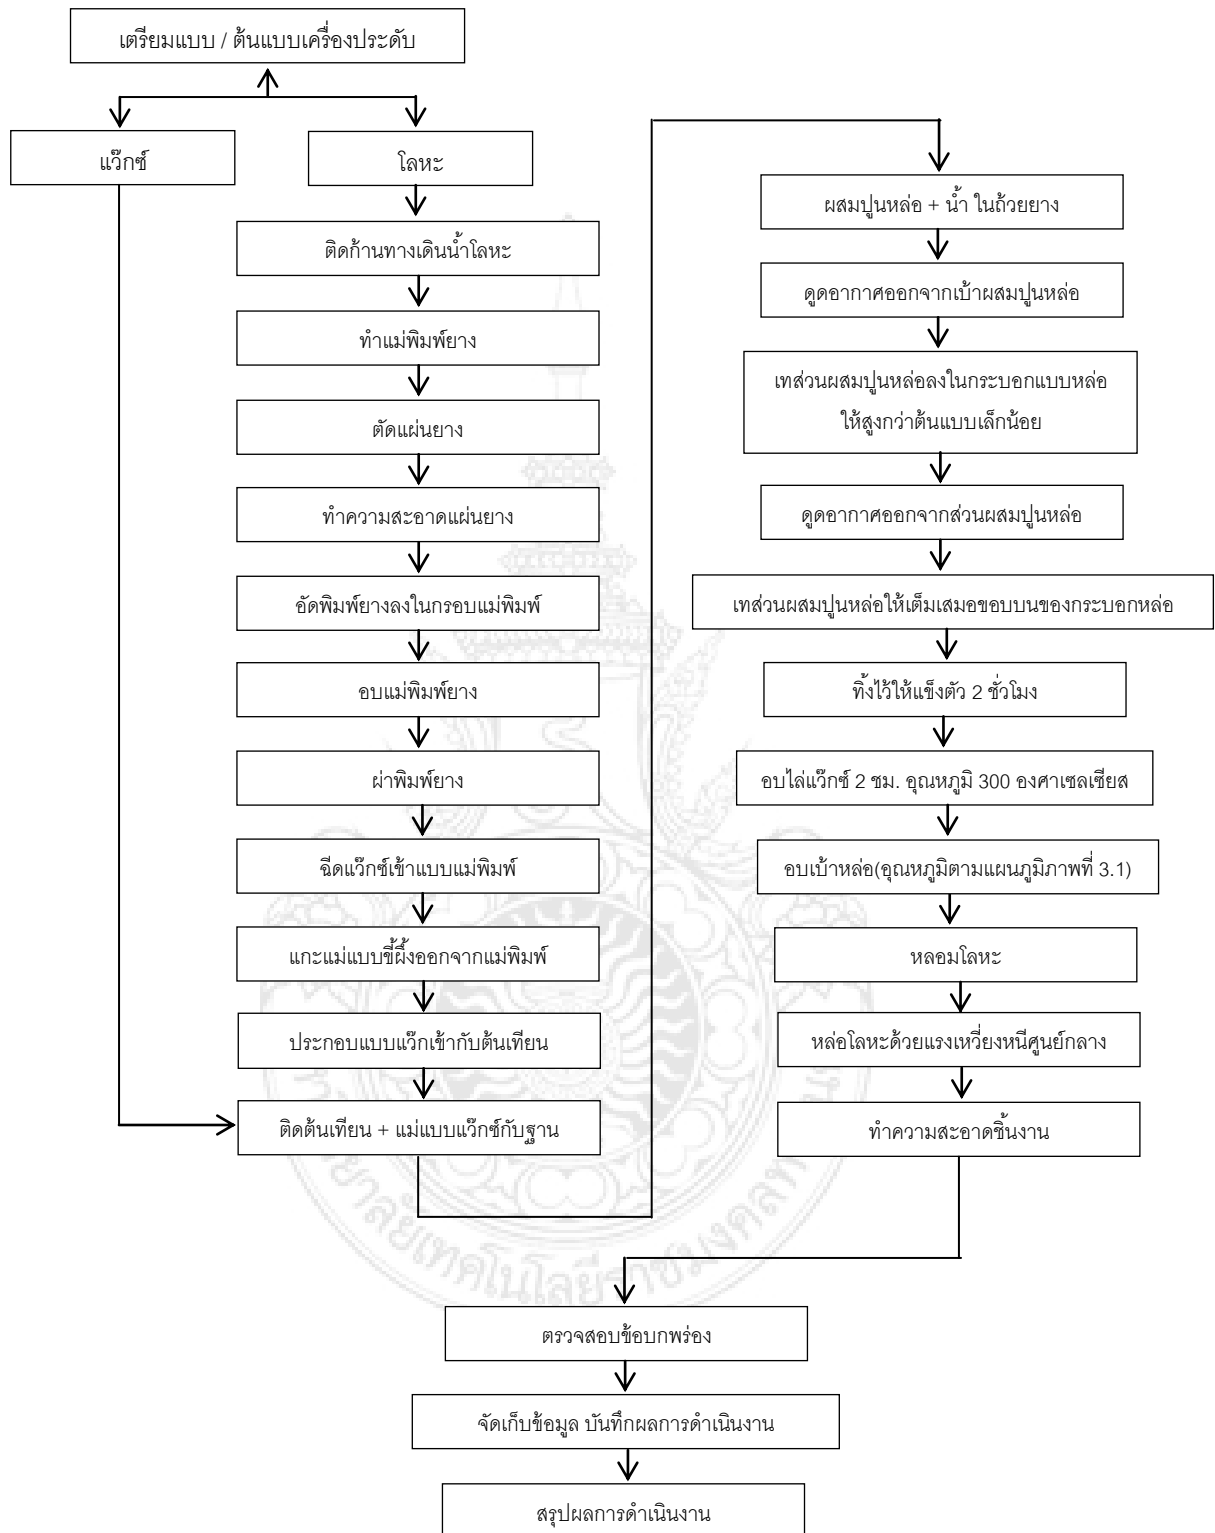 เตรียมแบบ / ต้นแบบเครื่องประดับ
แว๊กซ์
โลหะ
ติดก้านทางเดินน้ำโลหะ
ทำแม่พิมพ์ยาง
ตัดแผ่นยาง
ทำความสะอาดแผ่นยาง
อัดพิมพ์ยางลงในกรอบแม่พิมพ์
อบแม่พิมพ์ยาง
ผ่าพิมพ์ยาง
ฉีดแว๊กซ์เข้าแบบแม่พิมพ์
แกะแม่แบบขี้ผึ้งออกจากแม่พิมพ์
ประกอบแบบแว๊กเข้ากับต้นเทียน
ติดต้นเทียน + แม่แบบแว๊กซ์กับฐาน
ผสมปูนหล่อ + น้ำ ในถ้วยยาง
ดูดอากาศออกจากเบ้าผสมปูนหล่อ
เทส่วนผสมปูนหล่อลงในกระบอกแบบหล่อ
ให้สูงกว่าต้นแบบเล็กน้อย
ดูดอากาศออกจากส่วนผสมปูนหล่อ
เทส่วนผสมปูนหล่อให้เต็มเสมอขอบบนของกระบอกหล่อ
ทิ้งไว้ให้แข็งตัว 2 ชั่วโมง
อบไล่แว๊กซ์ 2 ชม. อุณหภูมิ 300 องศาเซลเซียส
อบเบ้าหล่อ(อุณหภูมิตามแผนภูมิภาพที่ 3.1)
หลอมโลหะ
หล่อโลหะด้วยแรงเหวี่ยงหนีศูนย์กลาง
ทำความสะอาดชิ้นงาน
ตรวจสอบข้อบกพร่อง
จัดเก็บข้อมูล บันทึกผลการดำเนินงาน
สรุปผลการดำเนินงาน